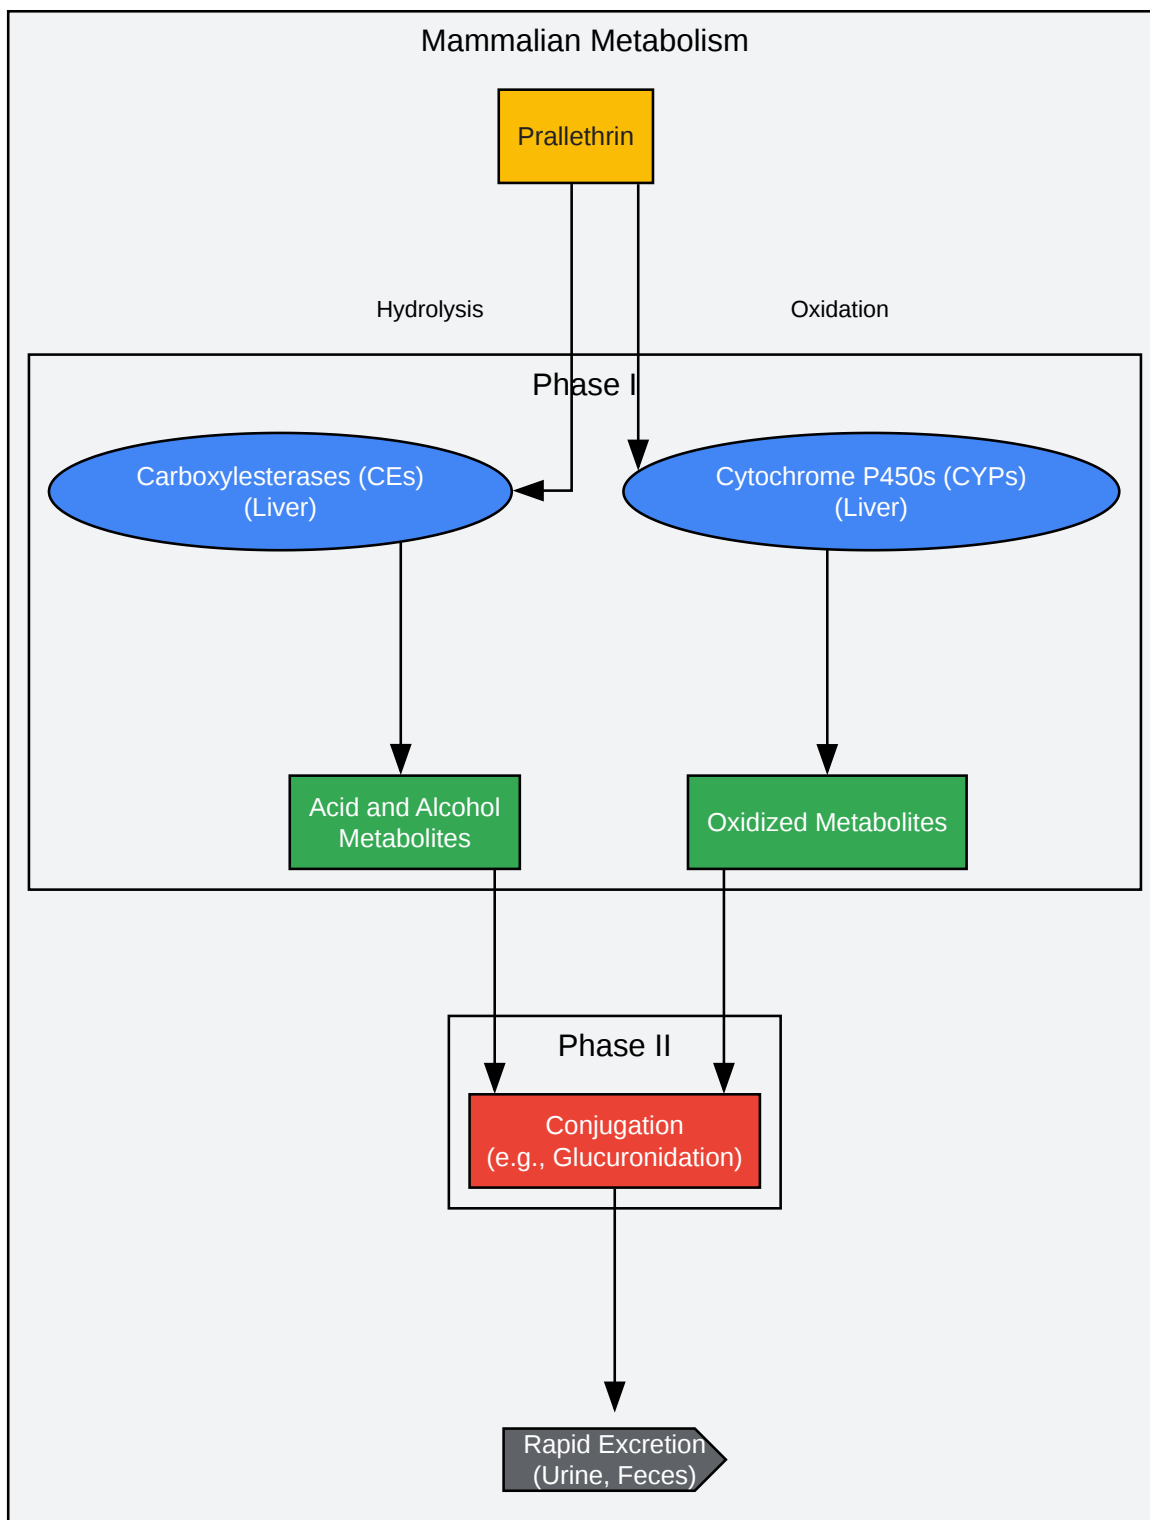 Mammalian Metabolism
Prallethrin
Hydrolysis
Oxidation
Phase I
Carboxylesterases (CEs)
(Liver)
Cytochrome P450s (CYPs)
(Liver)
Acid and Alcohol
Metabolites
Oxidized Metabolites
Phase II
Conjugation
(e.g., Glucuronidation)
Rapid Excretion
(Urine, Feces)